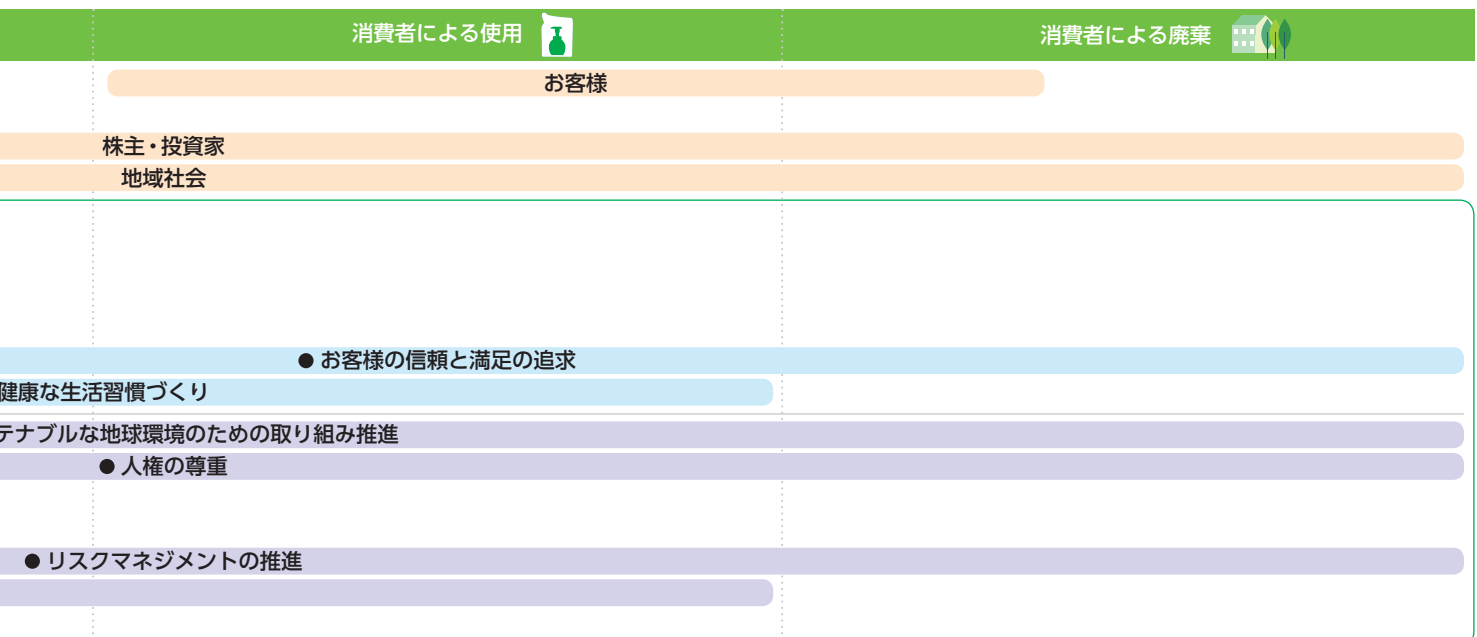 消費者による使用
消費者による廃棄
お客様
株主・投資家
地域社会
● お客様の信頼と満足の追求
健康な生活習慣づくり
テナブルな地球環境のための取り組み推進
● 人権の尊重
● リスクマネジメントの推進